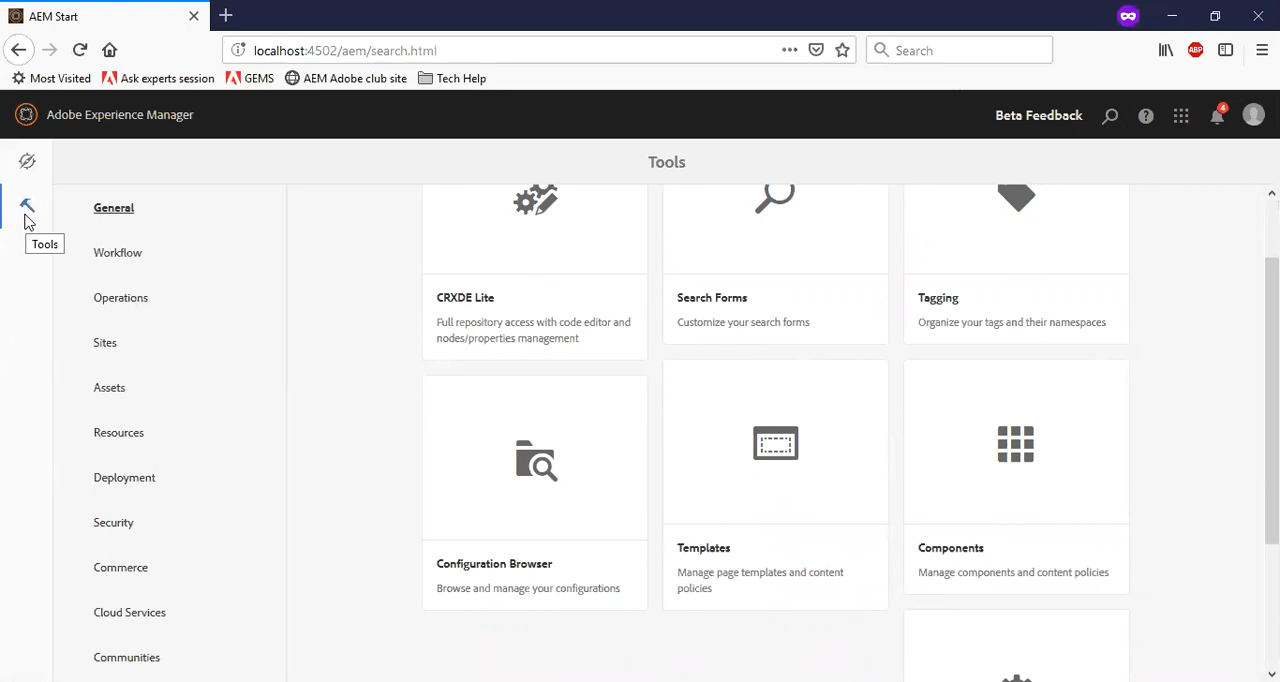 AEM Start
localhost:4502/aem/search.html
Search
Most Visited
Ask experts session
GEMS
AEM Adobe club site
Tech Help
ABP
Adobe Experience Manager
Beta Feedback
4
Tools
General
Tools
Workflow
Operations
Sites
Assets
Resources
Deployment
Security
Commerce
Cloud Services
Communities
CRXDE Lite
Full repository access with code editor and
nodes/properties management
Search Forms
Customize your search forms
Tagging
Organize your tags and their namespaces
Configuration Browser
Browse and manage your configurations
Templates
Manage page templates and content
policies
Components
Manage components and content policies